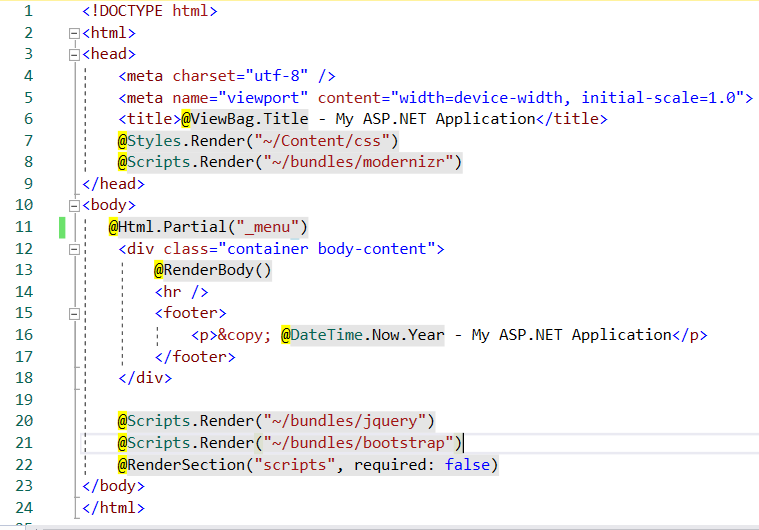 1 <!DOCTYPE html>
2 <html>
3 <head>
4 <meta charset="utf-8" />
5 <meta name="viewport" content="width=device-width, initial-scale=1.0">
6 <title>@ViewBag.Title - My ASP.NET Application</title>
7 @Styles.Render("~/Content/css")
8 @Scripts.Render("~/bundles/modernizr")
9 </head>
10 <body>
11 @Html.Partial("_menu")
12 <div class="container body-content">
13 @RenderBody()
14 <hr />
15 <footer>
16 <p>&copy; @DateTime.Now.Year - My ASP.NET Application</p>
17 </footer>
18 </div>
19
20 @Scripts.Render("~/bundles/jquery")
21 @Scripts.Render("~/bundles/bootstrap")
22 @RenderSection("scripts", required: false)
23 </body>
24 </html>